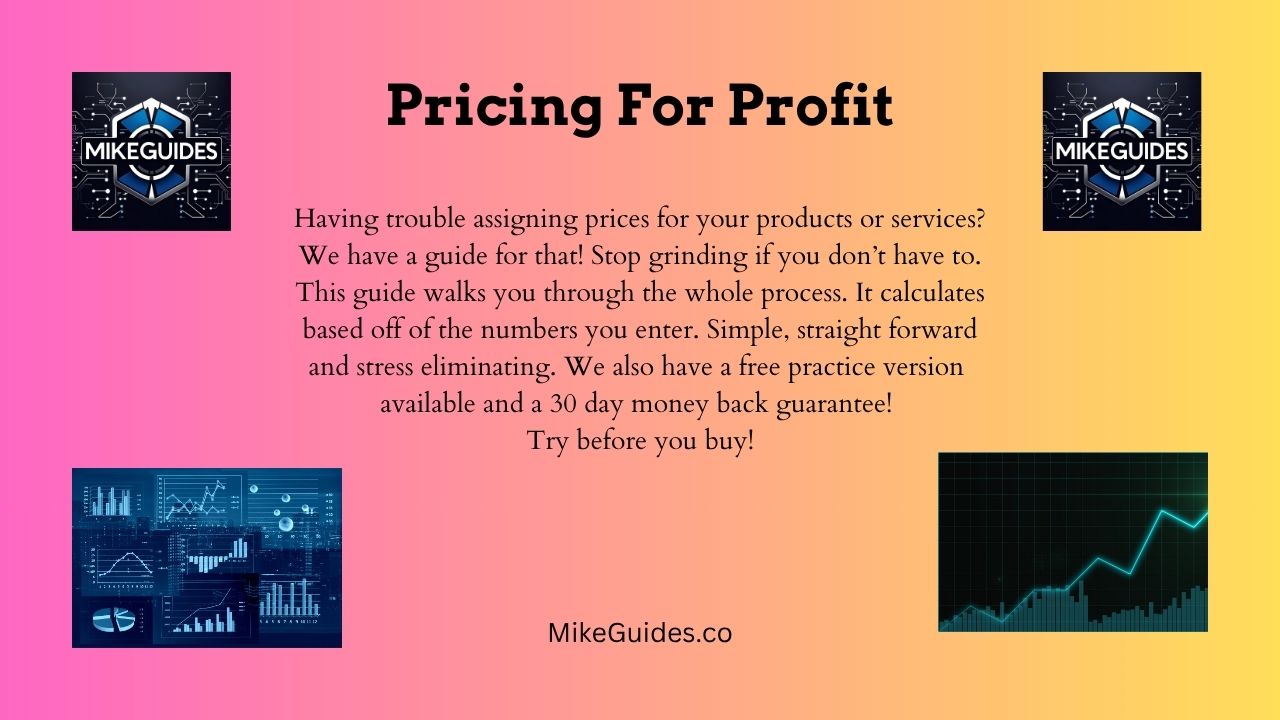 Pricing For Profit
MIKEGUIDES
MIKEGUIDES
Having trouble assigning prices for your products or services?
We have a guide for that! Stop grinding if you don’t have to.
This guide walks you through the whole process. It calculates
based off of the numbers you enter. Simple, straight forward
and stress eliminating. We also have a free practice version
available and a 30 day money back guarantee!
Try before you buy!
MikeGuides.co